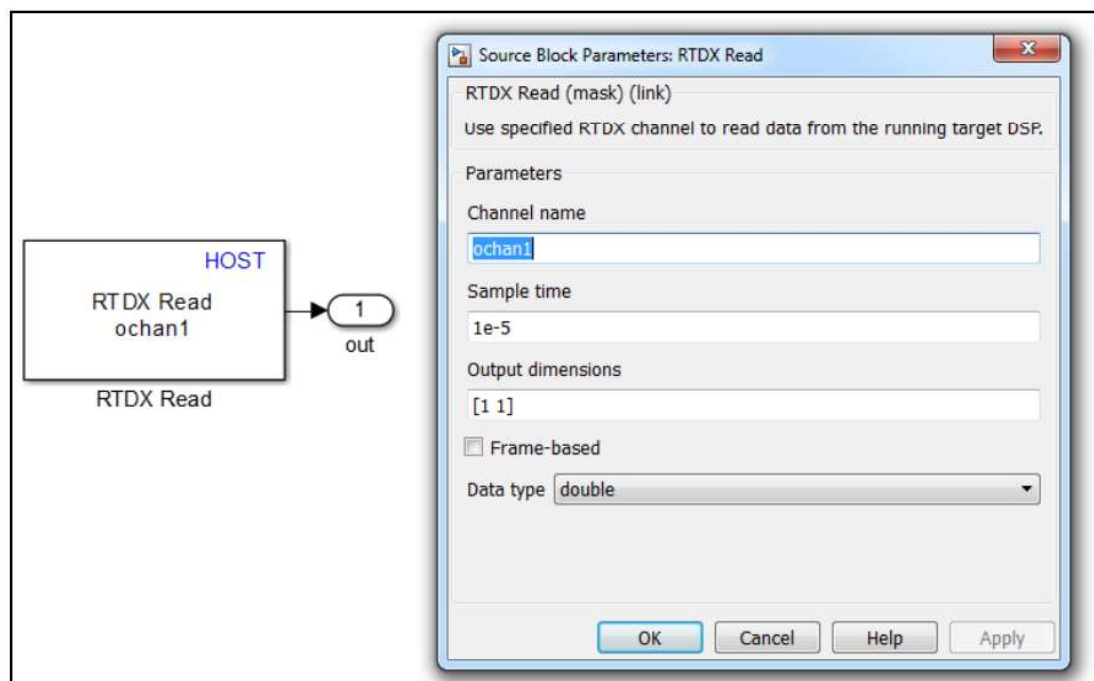 HOST
RTDX Read
ochan1
RTDX Read
1
out
Source Block Parameters: RTDX Read
RTDX Read (mask) (link)
Use specified RTDX channel to read data from the running target DSP.
Parameters
Channel name
ochan1
Sample time
1e-5
Output dimensions
[1 1]
Frame-based
Data type double
OK Cancel Help Apply